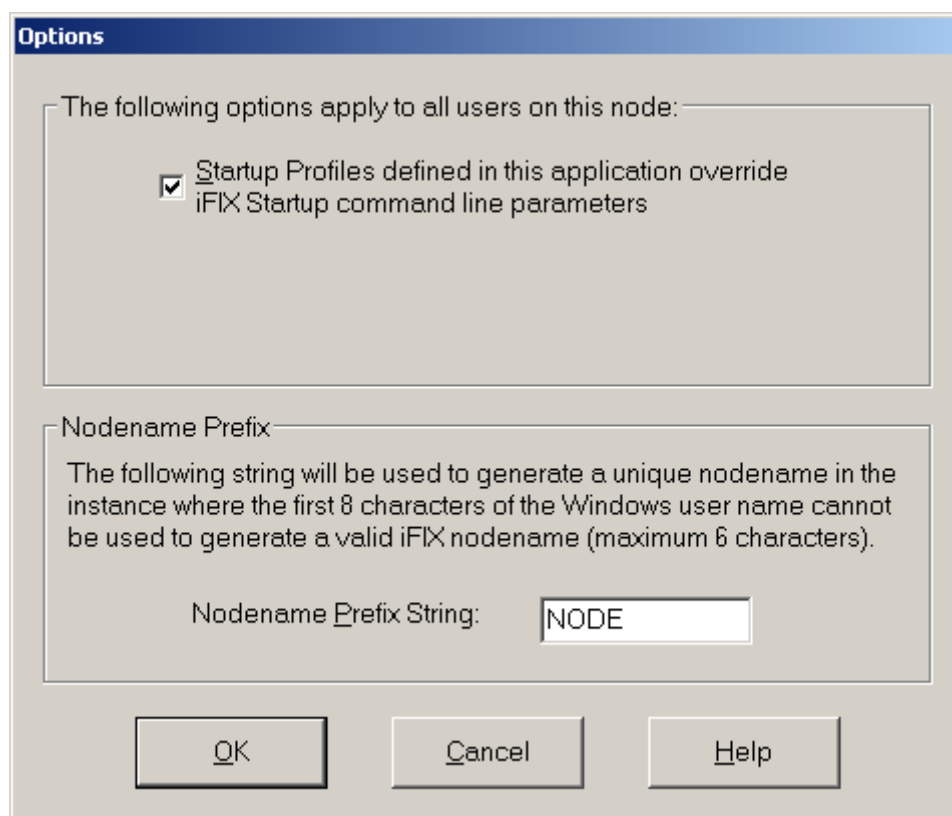 Options
The following options apply to all users on this node:
Startup Profiles defined in this application override
iFIX Startup command line parameters
Nodename Prefix
The following string will be used to generate a unique nodename in the
instance where the first 8 characters of the Windows user name cannot
be used to generate a valid iFIX nodename (maximum 6 characters).
Nodename Prefix String: NODE
OK Cancel Help